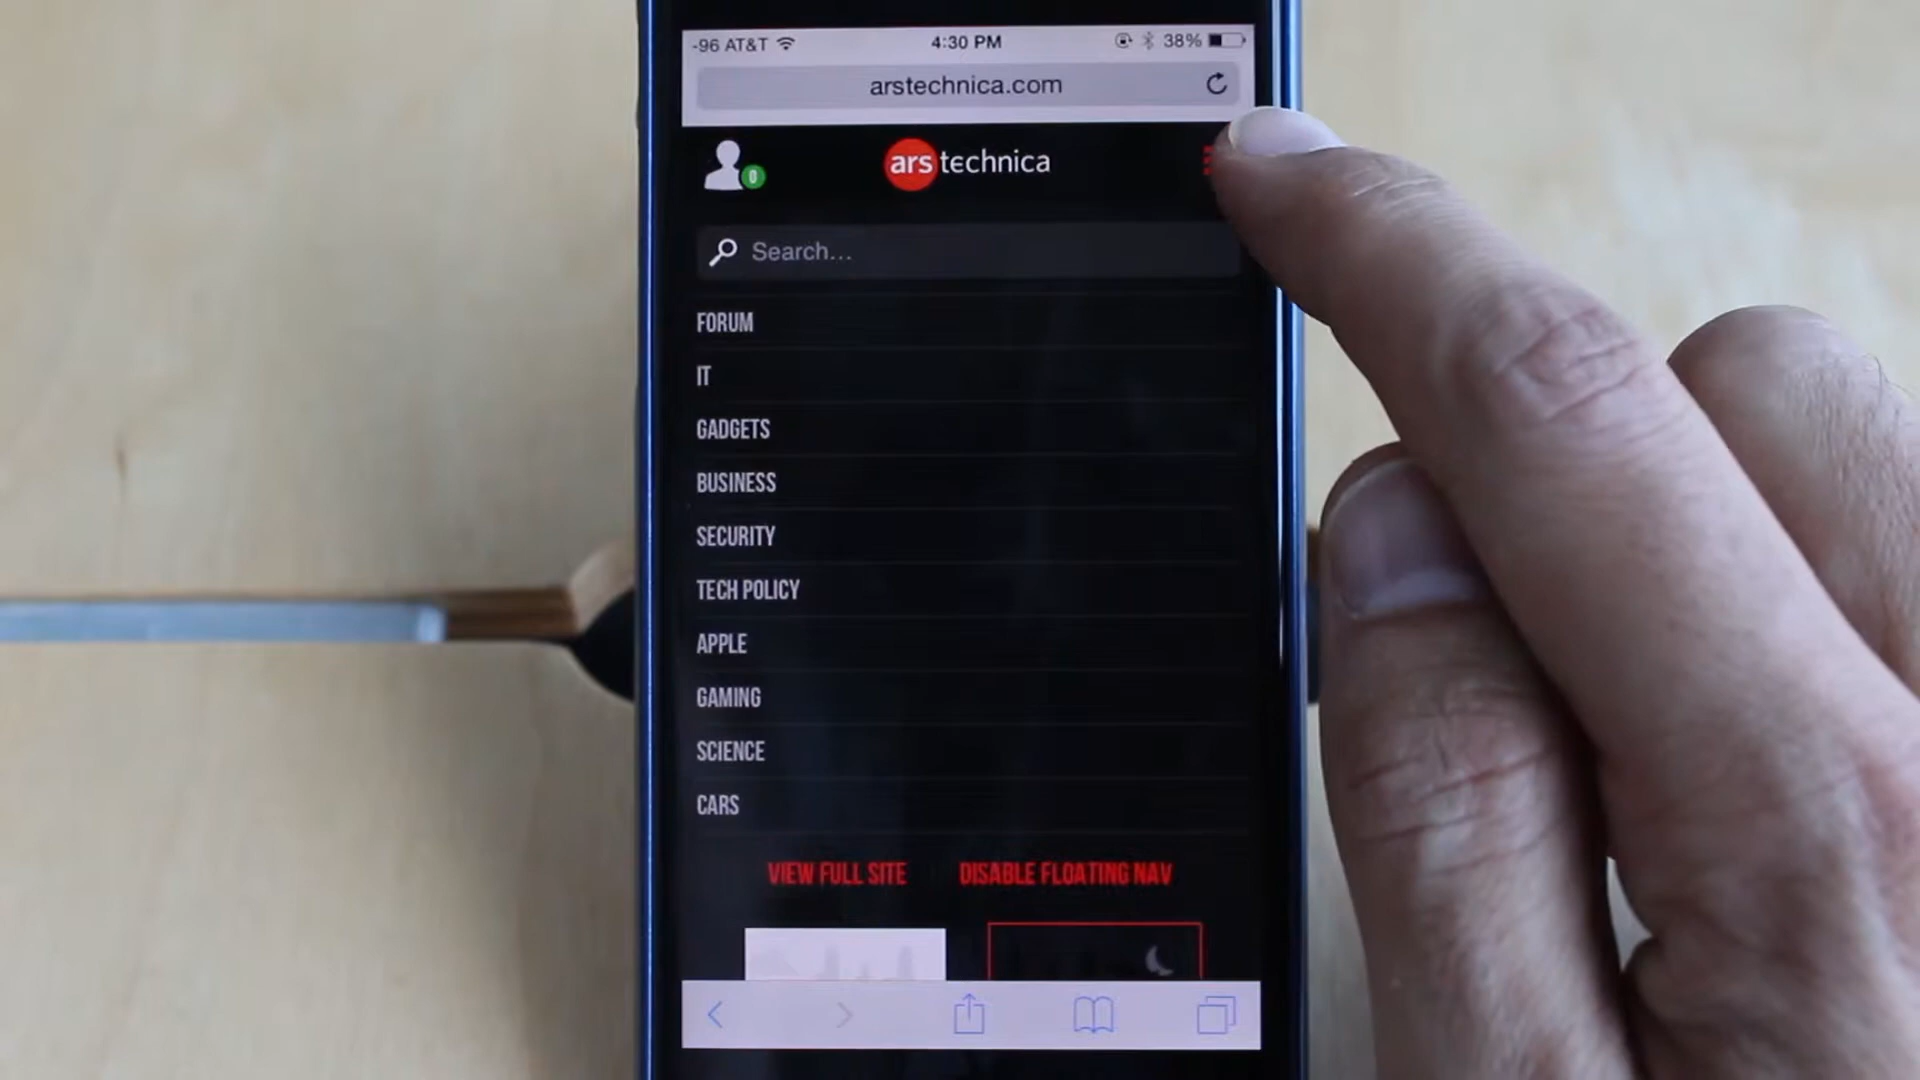 -96 AT&T 4:30 PM 38%
arstechnica.com
0
ars technica
Search...
FORUM
IT
GADGETS
BUSINESS
SECURITY
TECH POLICY
APPLE
GAMING
SCIENCE
CARS
VIEW FULL SITE DISABLE FLOATING NAV